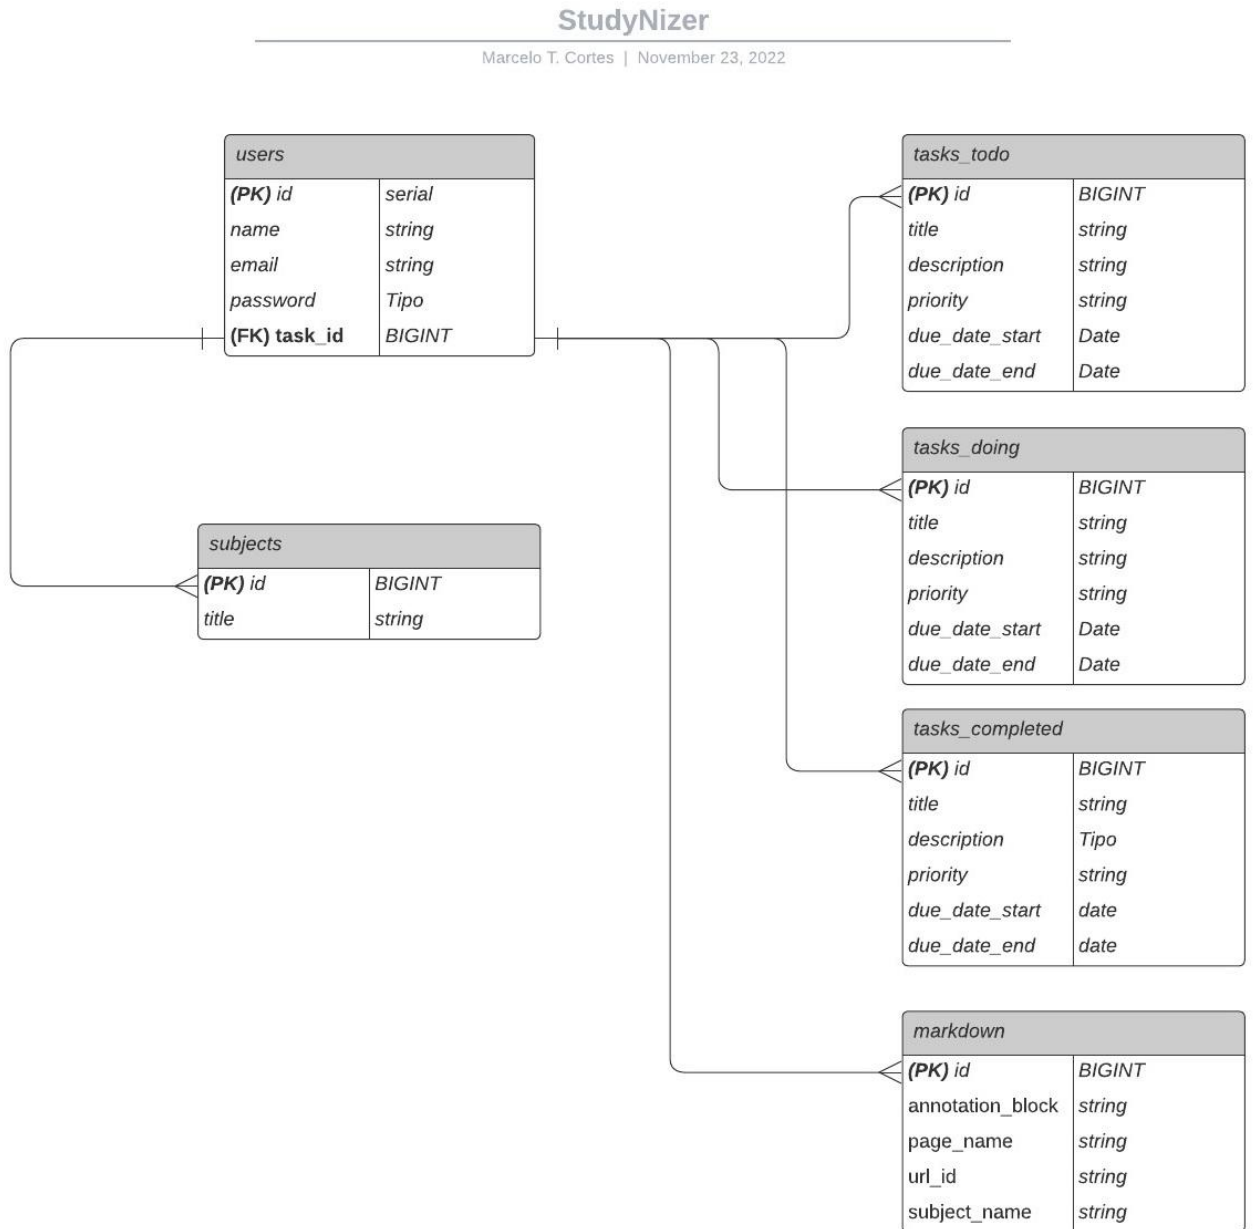 StudyNizer
Marcelo T. Cortes | November 23, 2022
users
(PK) id serial
name string
email string
password Tipo
(FK) task_id BIGINT
subjects
(PK) id BIGINT
title string
tasks_todo
(PK) id BIGINT
title string
description string
priority string
due_date_start Date
due_date_end Date
tasks_doing
(PK) id BIGINT
title string
description string
priority string
due_date_start Date
due_date_end Date
tasks_completed
(PK) id BIGINT
title string
description Tipo
priority string
due_date_start date
due_date_end date
markdown
(PK) id BIGINT
annotation_block string
page_name string
url_id string
subject_name string